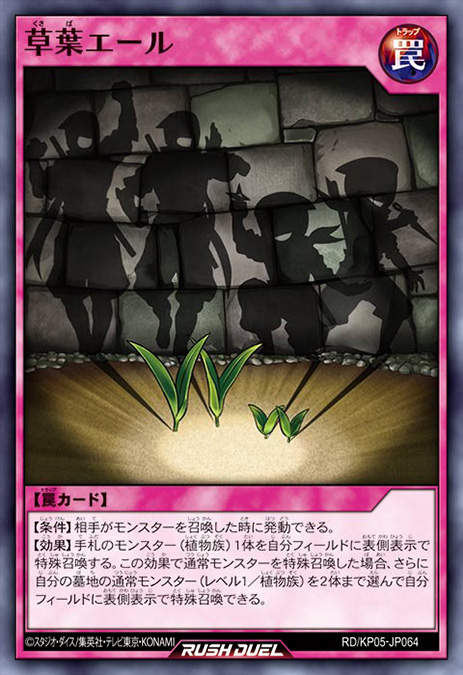 草葉エール
くさば
トラップ
罠
【罠カード】
【条件】相手がモンスターを召喚した時に発動できる。
【効果】手札のモンスター（植物族）1体を自分フィールドに表側表示で
特殊召喚する。この効果で通常モンスターを特殊召喚した場合、さらに
自分の墓地の通常モンスター（レベル1／植物族）を2体まで選んで自分
フィールドに表側表示で特殊召喚できる。
©スタジオ・ダイス/集英社・テレビ東京・KONAMI
RUSH DUEL
RD/KP05-JP064